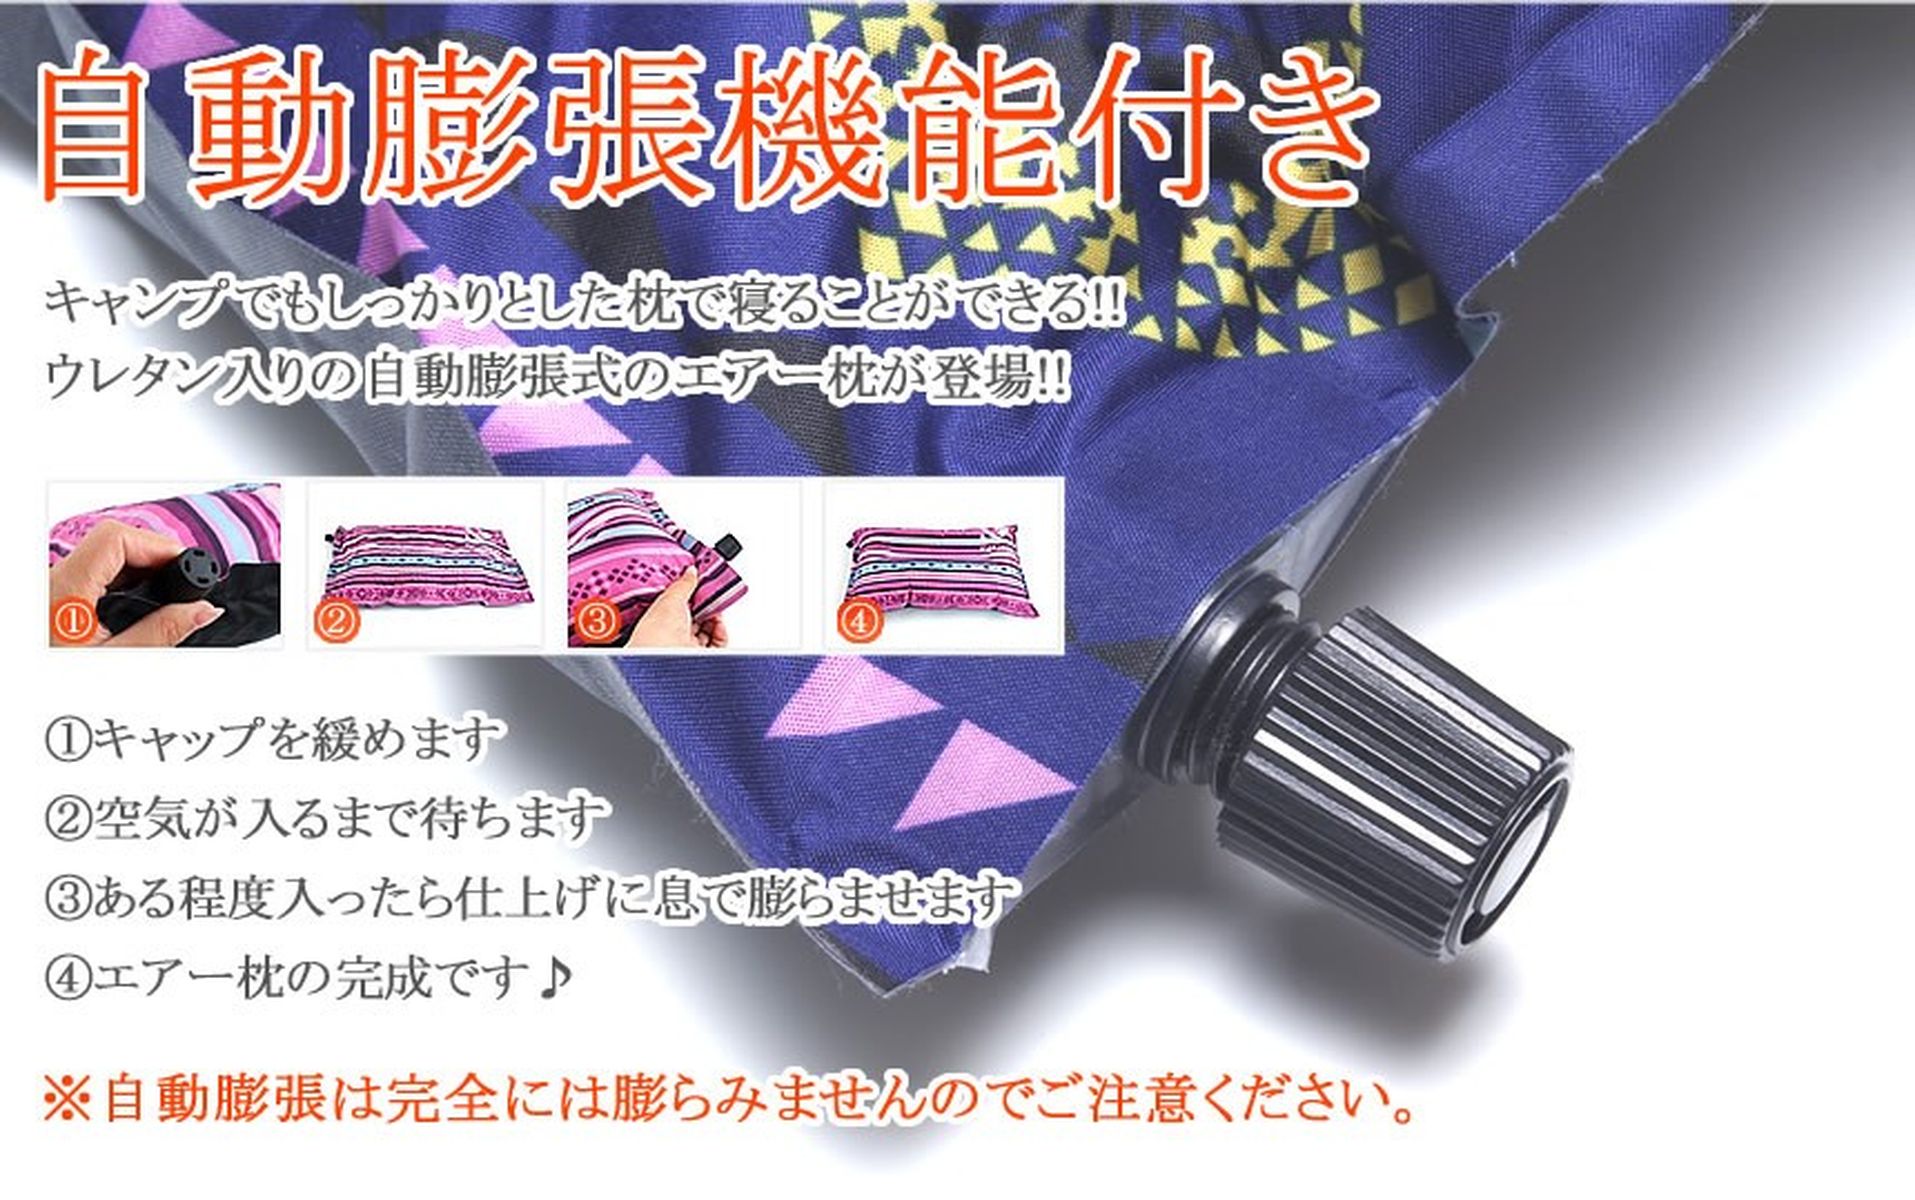 自動膨張機能付き
キャンプでもしっかりとした枕で寝ることができる!!
ウレタン入りの自動膨張式のエアー枕が登場!!
① ② ③ ④
①キャップを緩めます
②空気が入るまで待ちます
③ある程度入ったら仕上げに息で膨らませます
④エアー枕の完成です♪
※自動膨張は完全には膨らみませんのでご注意ください。